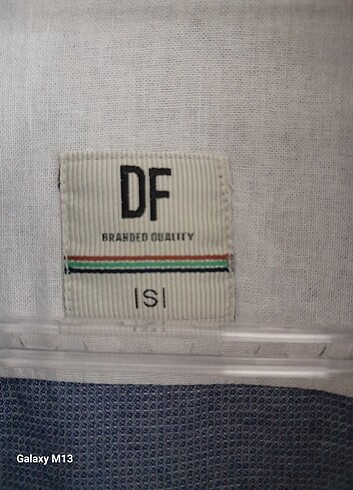 DF
BRANDED QUALITY
|S|
Galaxy M13